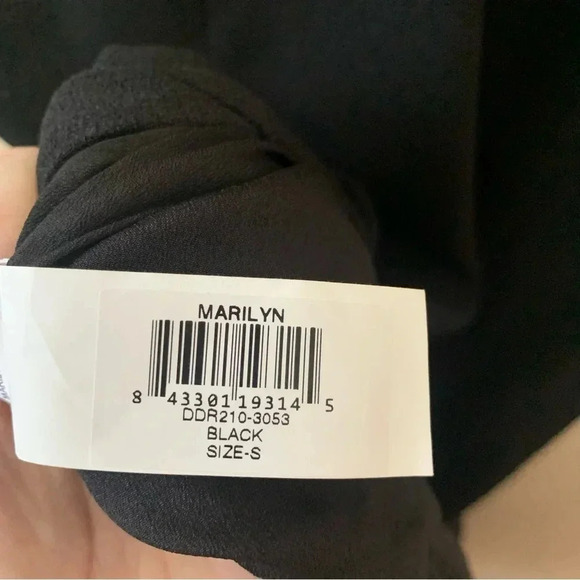 MARILYN
8 43301 19314 5
DDR210-3053
BLACK
SIZE-S